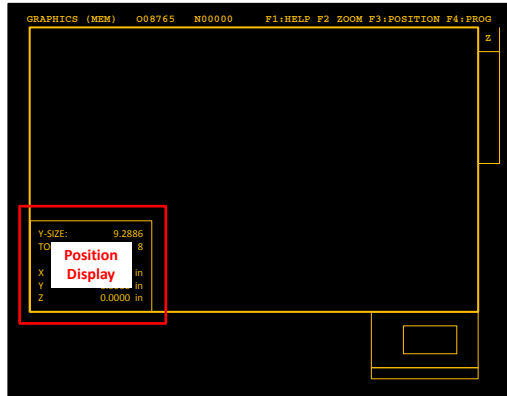 GRAPHICS (MEM) O08765 N00000 F1:HELP F2 ZOOM F3:POSITION F4:PROG
Z
Y-SIZE: 9.2886
8
Position
Display
X in
Y in
Z 0.0000 in